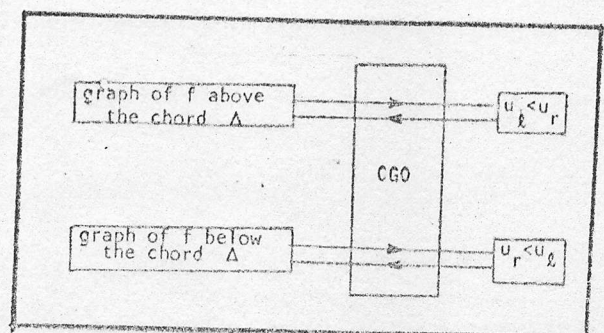 graph of f above
the chord Δ
u_ℓ<u_r
CGO
graph of f below
the chord Δ
u_r<u_ℓ